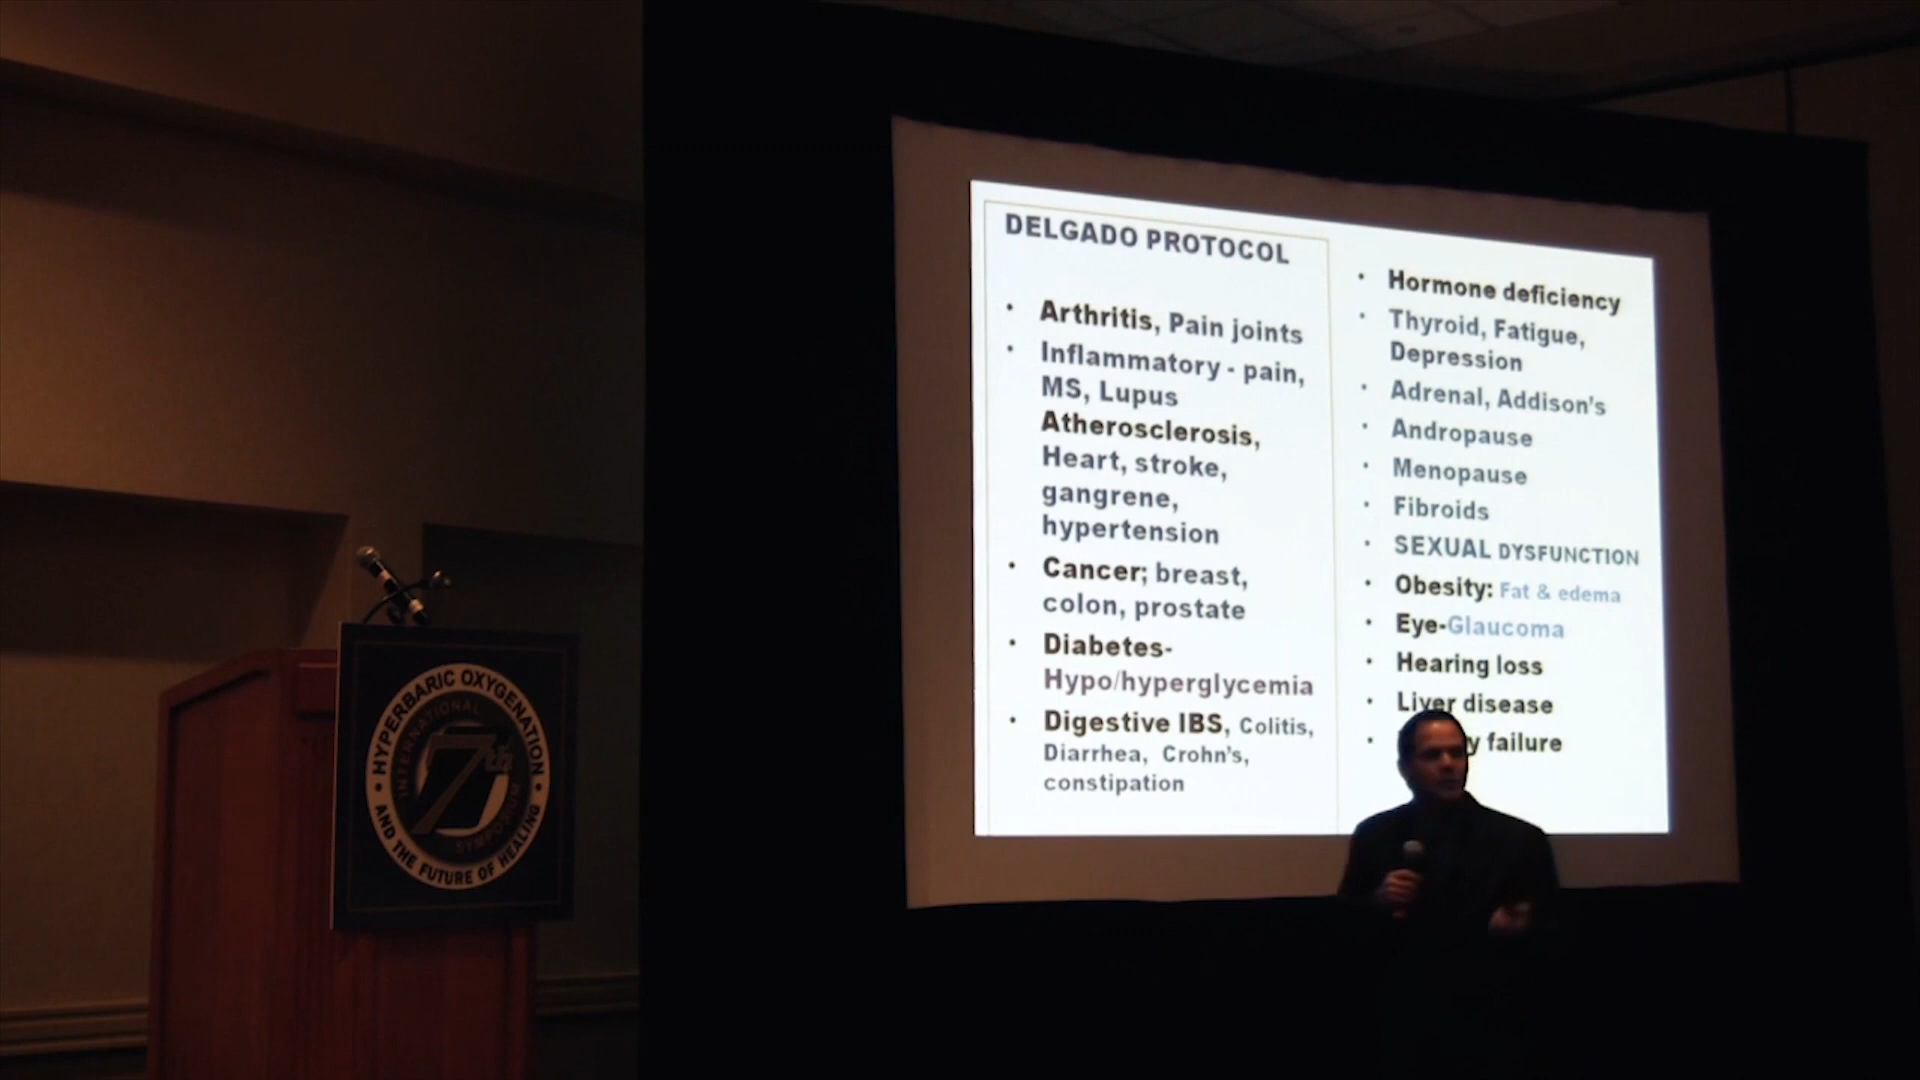 DELGADO PROTOCOL
• Arthritis, Pain joints
• Inflammatory - pain,
MS, Lupus
Atherosclerosis,
Heart, stroke,
gangrene,
hypertension
• Cancer; breast,
colon, prostate
• Diabetes-
Hypo/hyperglycemia
• Digestive IBS, Colitis,
Diarrhea, Crohn's,
constipation
• Hormone deficiency
• Thyroid, Fatigue,
Depression
• Adrenal, Addison's
• Andropause
• Menopause
• Fibroids
• SEXUAL DYSFUNCTION
• Obesity: Fat & edema
• Eye-Glaucoma
• Hearing loss
• Liver disease
• failure
HYPERBARIC OXYGENATION
INTERNATIONAL
7th
SYMPOSIUM
AND THE FUTURE OF HEALING